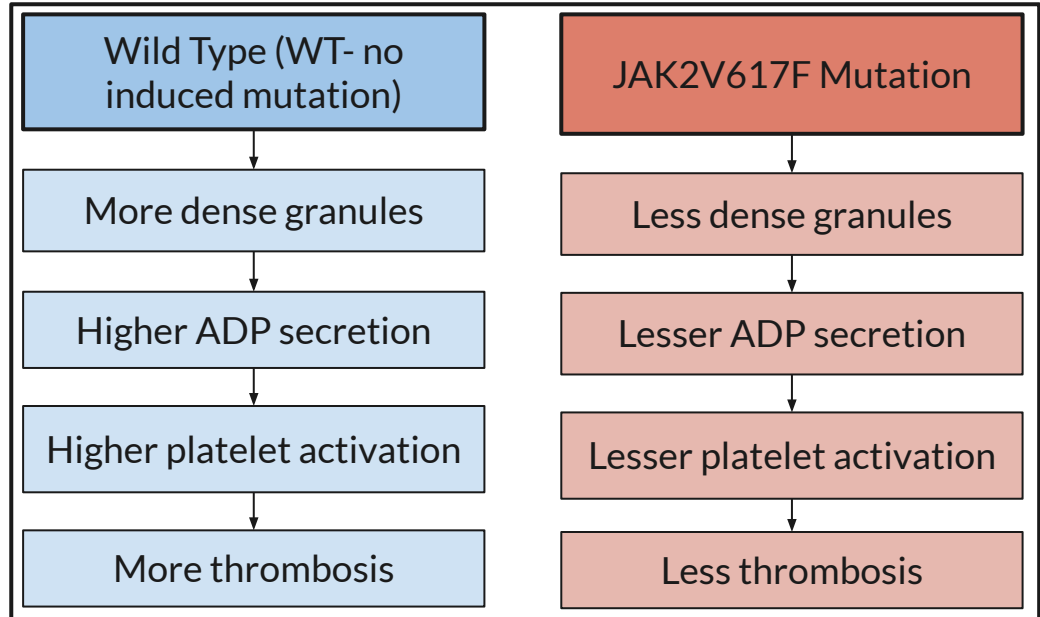 Wild Type (WT- no
induced mutation)
More dense granules
Higher ADP secretion
Higher platelet activation
More thrombosis
JAK2V617F Mutation
Less dense granules
Lesser ADP secretion
Lesser platelet activation
Less thrombosis